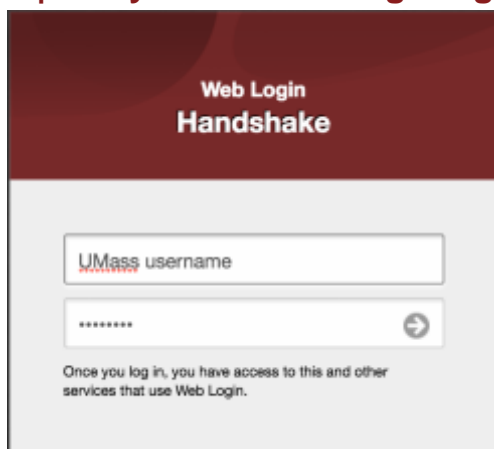 Web Login
Handshake
UMass username
••••••••
Once you log in, you have access to this and other
services that use Web Login.